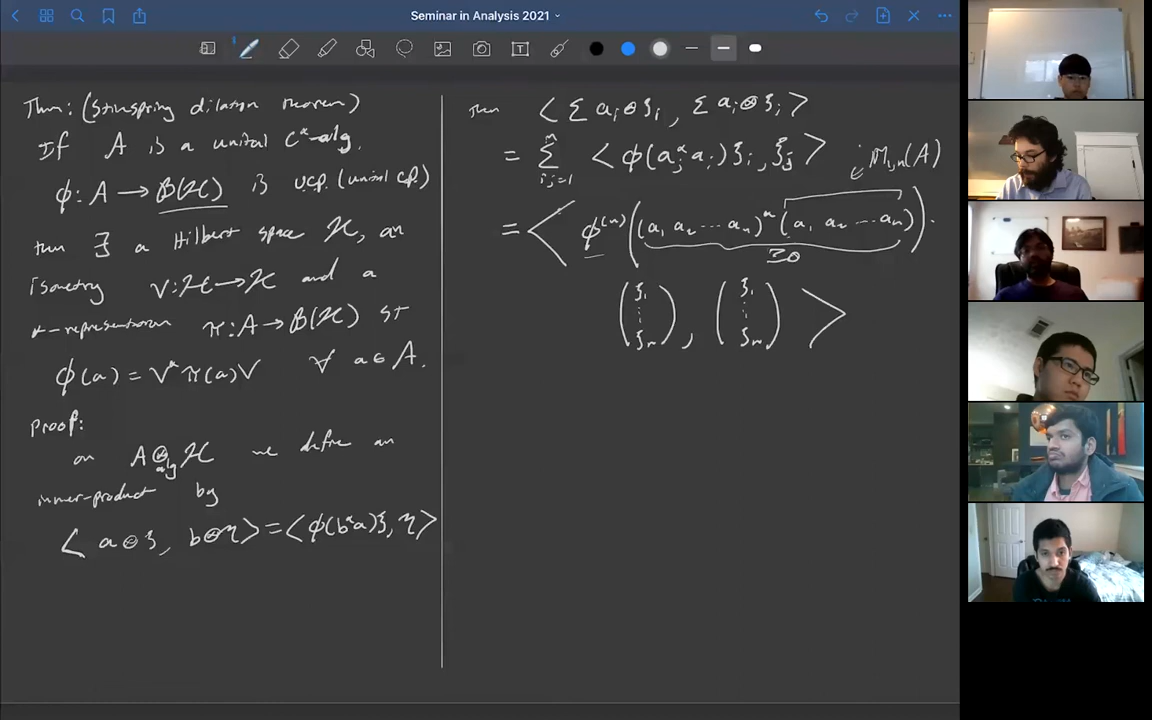 Seminar in Analysis 2021
Thm: (Stinspring dilation theorem)
If A is a unital C*-alg.
φ: A → B(H) is ucp. (unital cp.)
then ∃ a Hilbert space K, an
isometry V: H → K and a
*-representation π: A → B(K) st
φ(a) = V* π(a) V ∀ a ∈ A.
Proof:
on A ⊗alg H we define an
inner-product by
< a⊗ξ, b⊗η > = < φ(b*a)ξ, η >
Then < Σ ai⊗ξi, Σ ai⊗ξi >
= Σ^n i,j=1 < φ(aj* ai) ξi, ξj >
M1,n(A)
= < φ^(n) ( (a1 a2 ⋯ an)* (a1 a2 ⋯ an) ) ·
≥0
( ξ1 ⋮ ξn ), ( ξ1 ⋮ ξn ) >